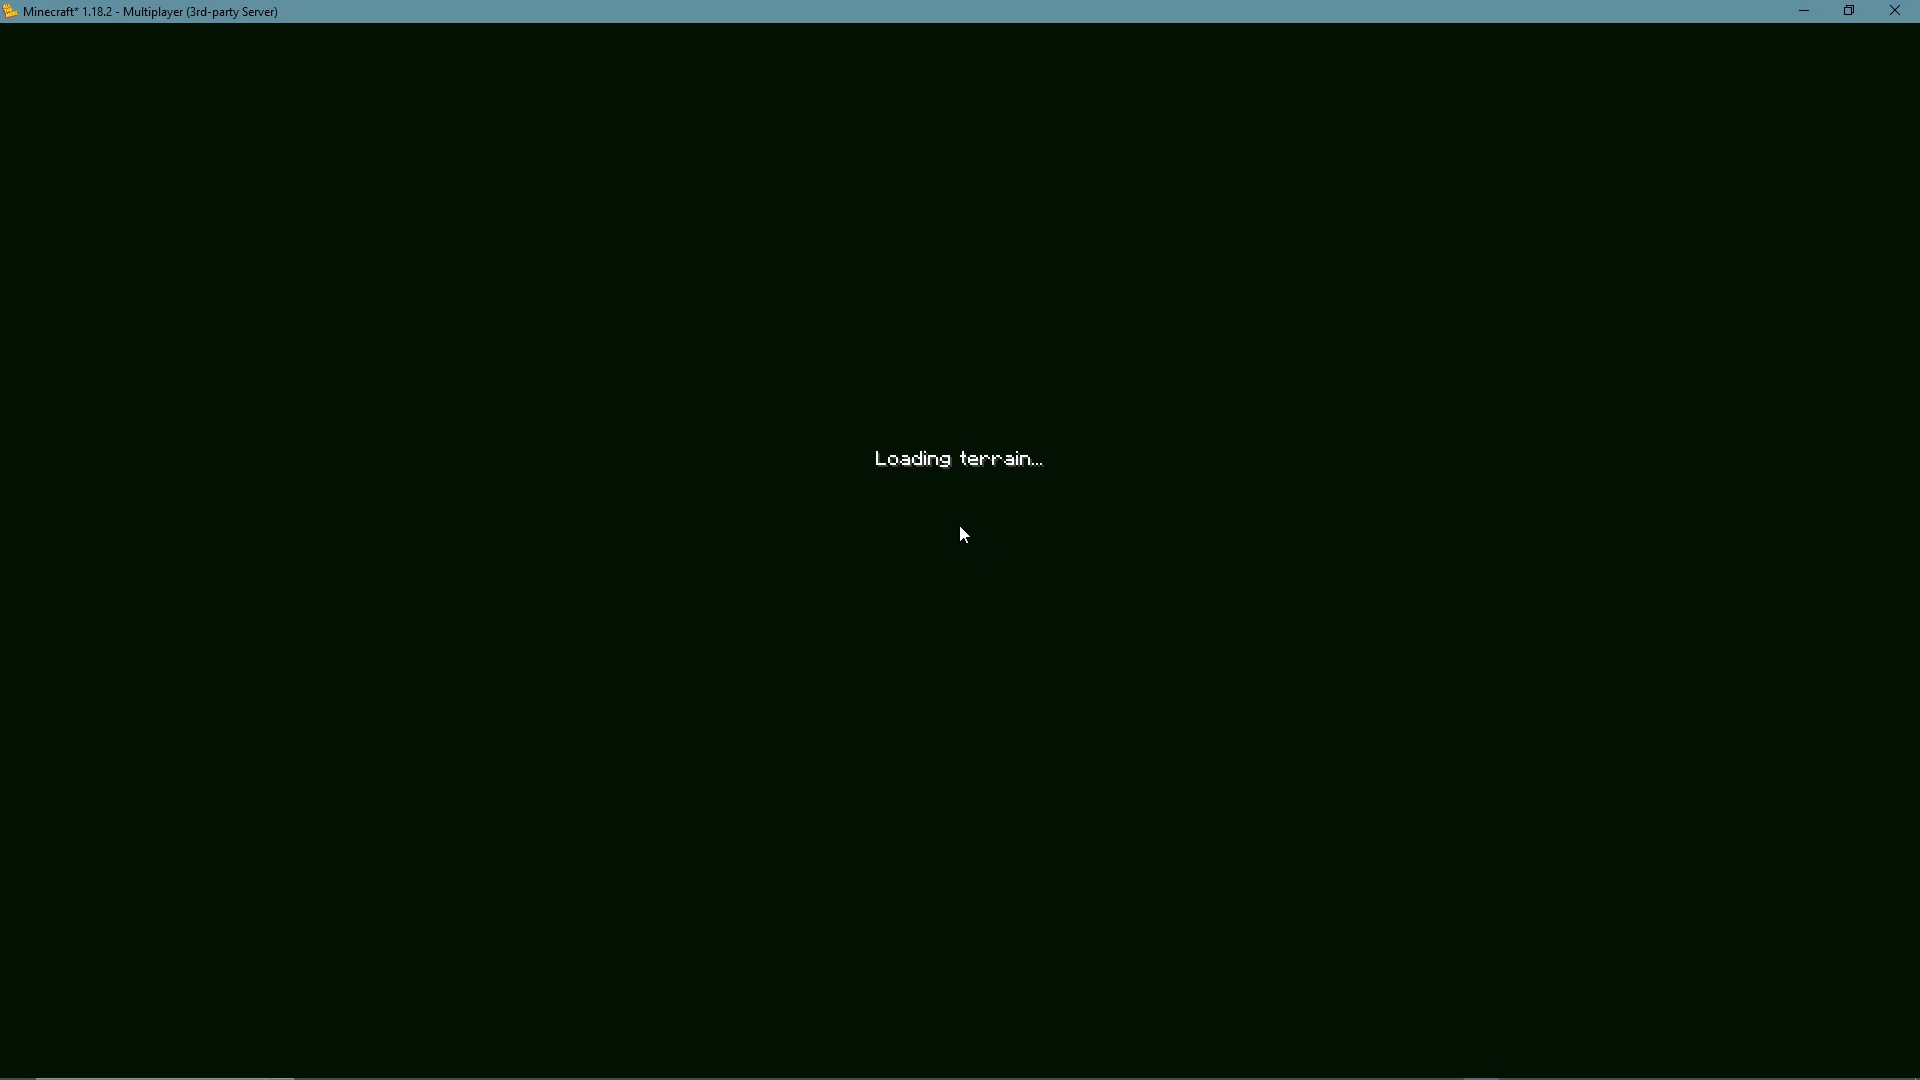 Minecraft* 1.18.2 - Multiplayer (3rd-party Server)
Loading terrain...